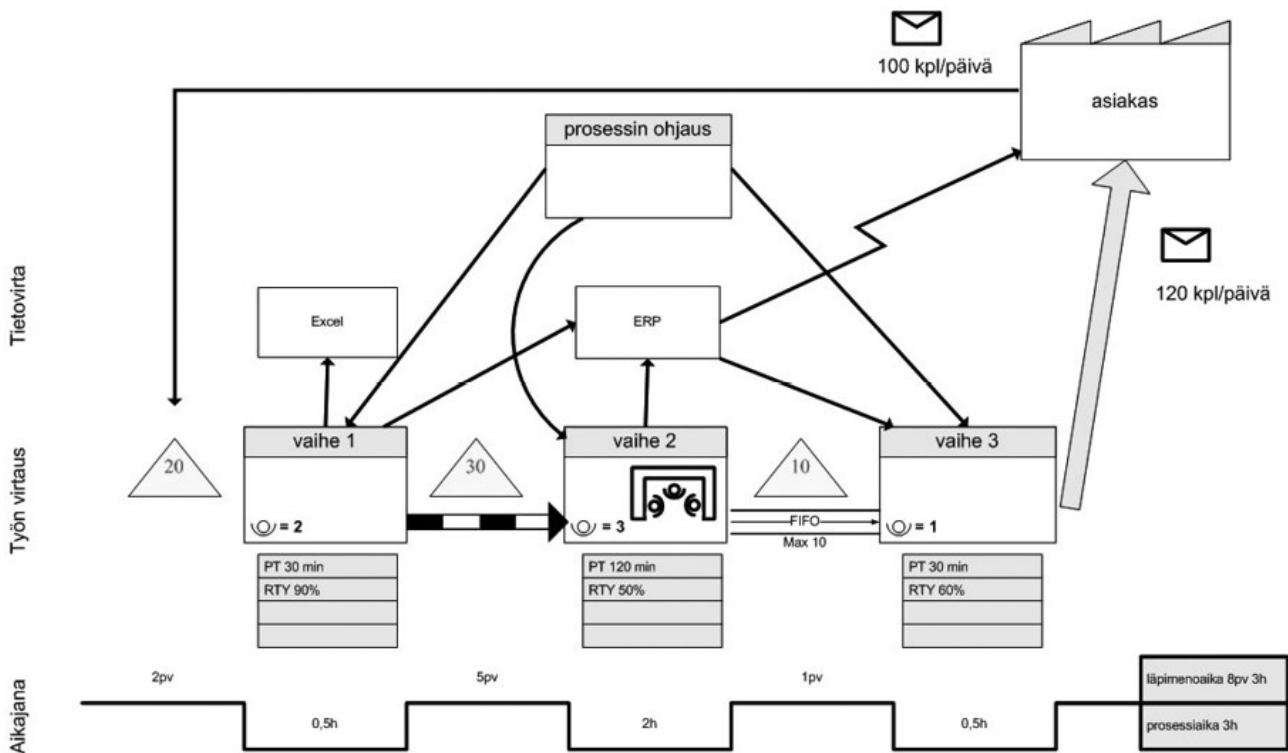 100 kpl/päivä
asiakas
prosessin ohjaus
120 kpl/päivä
Tietovirta
Excel
ERP
Työn virtaus
20
vaihe 1
= 2
30
vaihe 2
= 3
10
FIFO
Max 10
vaihe 3
= 1
PT 30 min
RTY 90%
PT 120 min
RTY 50%
PT 30 min
RTY 60%
Aikajana
2pv
0,5h
5pv
2h
1pv
0,5h
läpimenoaika 8pv 3h
prosessiaika 3h